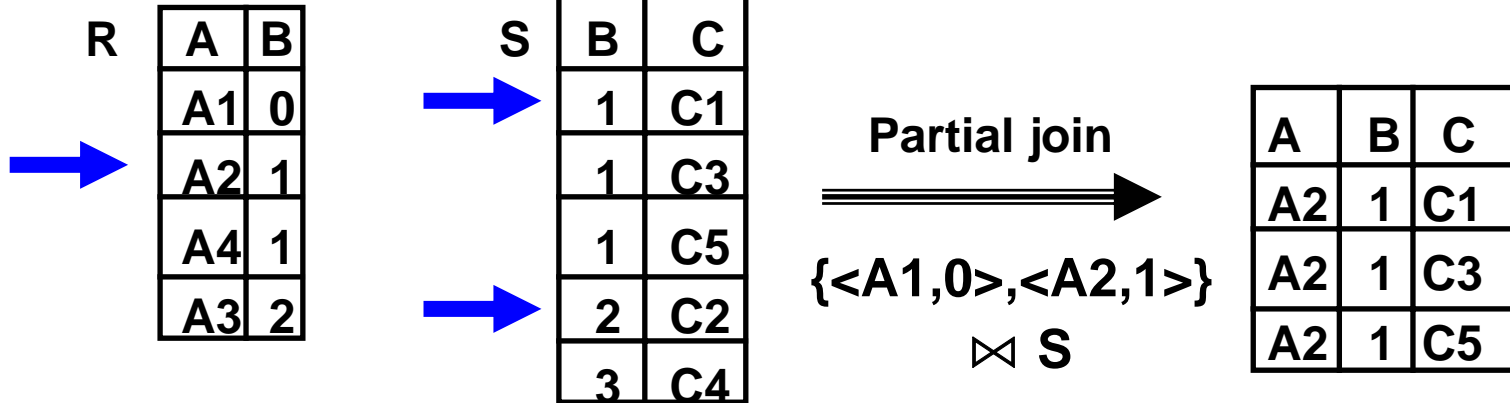 R
A B
A1 0
A2 1
A4 1
A3 2
S
B C
1 C1
1 C3
1 C5
2 C2
3 C4
Partial join
{<A1,0>,<A2,1>}
⋈ S
A B C
A2 1 C1
A2 1 C3
A2 1 C5